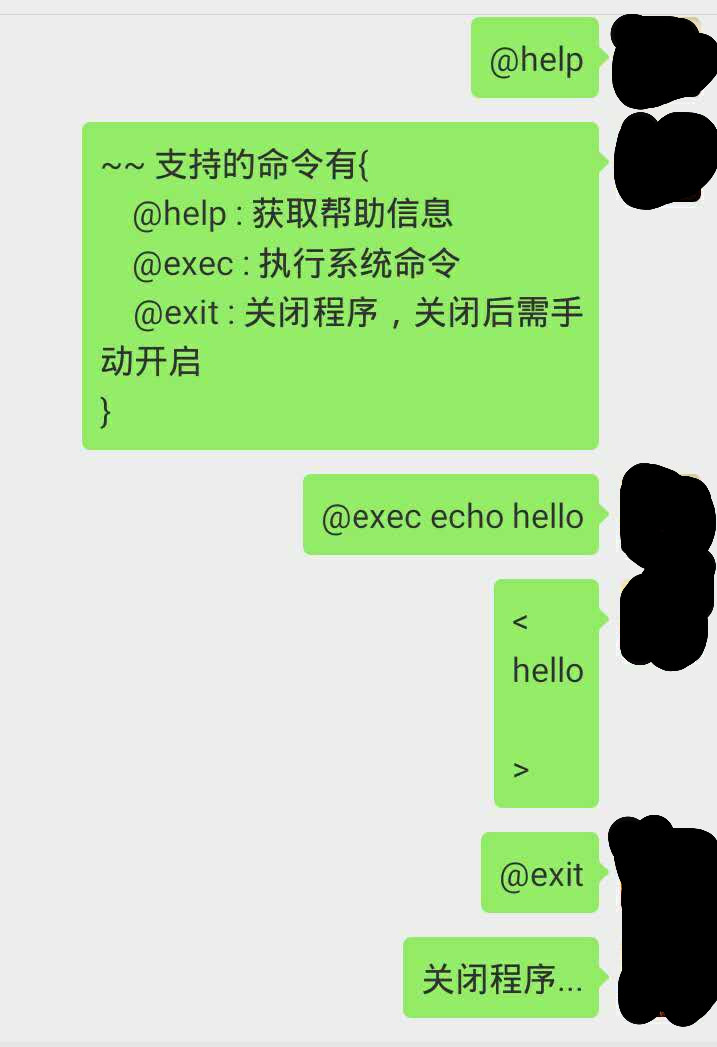 @help
~~ 支持的命令有{
@help : 获取帮助信息
@exec : 执行系统命令
@exit : 关闭程序，关闭后需手
动开启
}
@exec echo hello
<
hello
>
@exit
关闭程序...